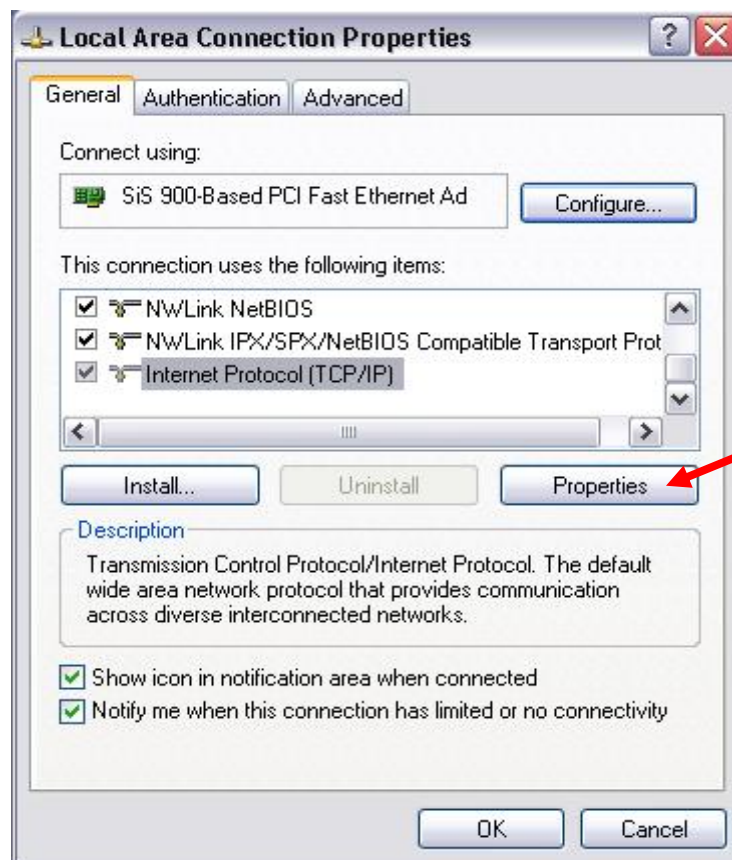 Local Area Connection Properties
General Authentication Advanced
Connect using:
SiS 900-Based PCI Fast Ethernet Ad
Configure...
This connection uses the following items:
NWLink NetBIOS
NWLink IPX/SPX/NetBIOS Compatible Transport Prot
Internet Protocol (TCP/IP)
Install... Uninstall Properties
Description
Transmission Control Protocol/Internet Protocol. The default
wide area network protocol that provides communication
across diverse interconnected networks.
Show icon in notification area when connected
Notify me when this connection has limited or no connectivity
OK Cancel